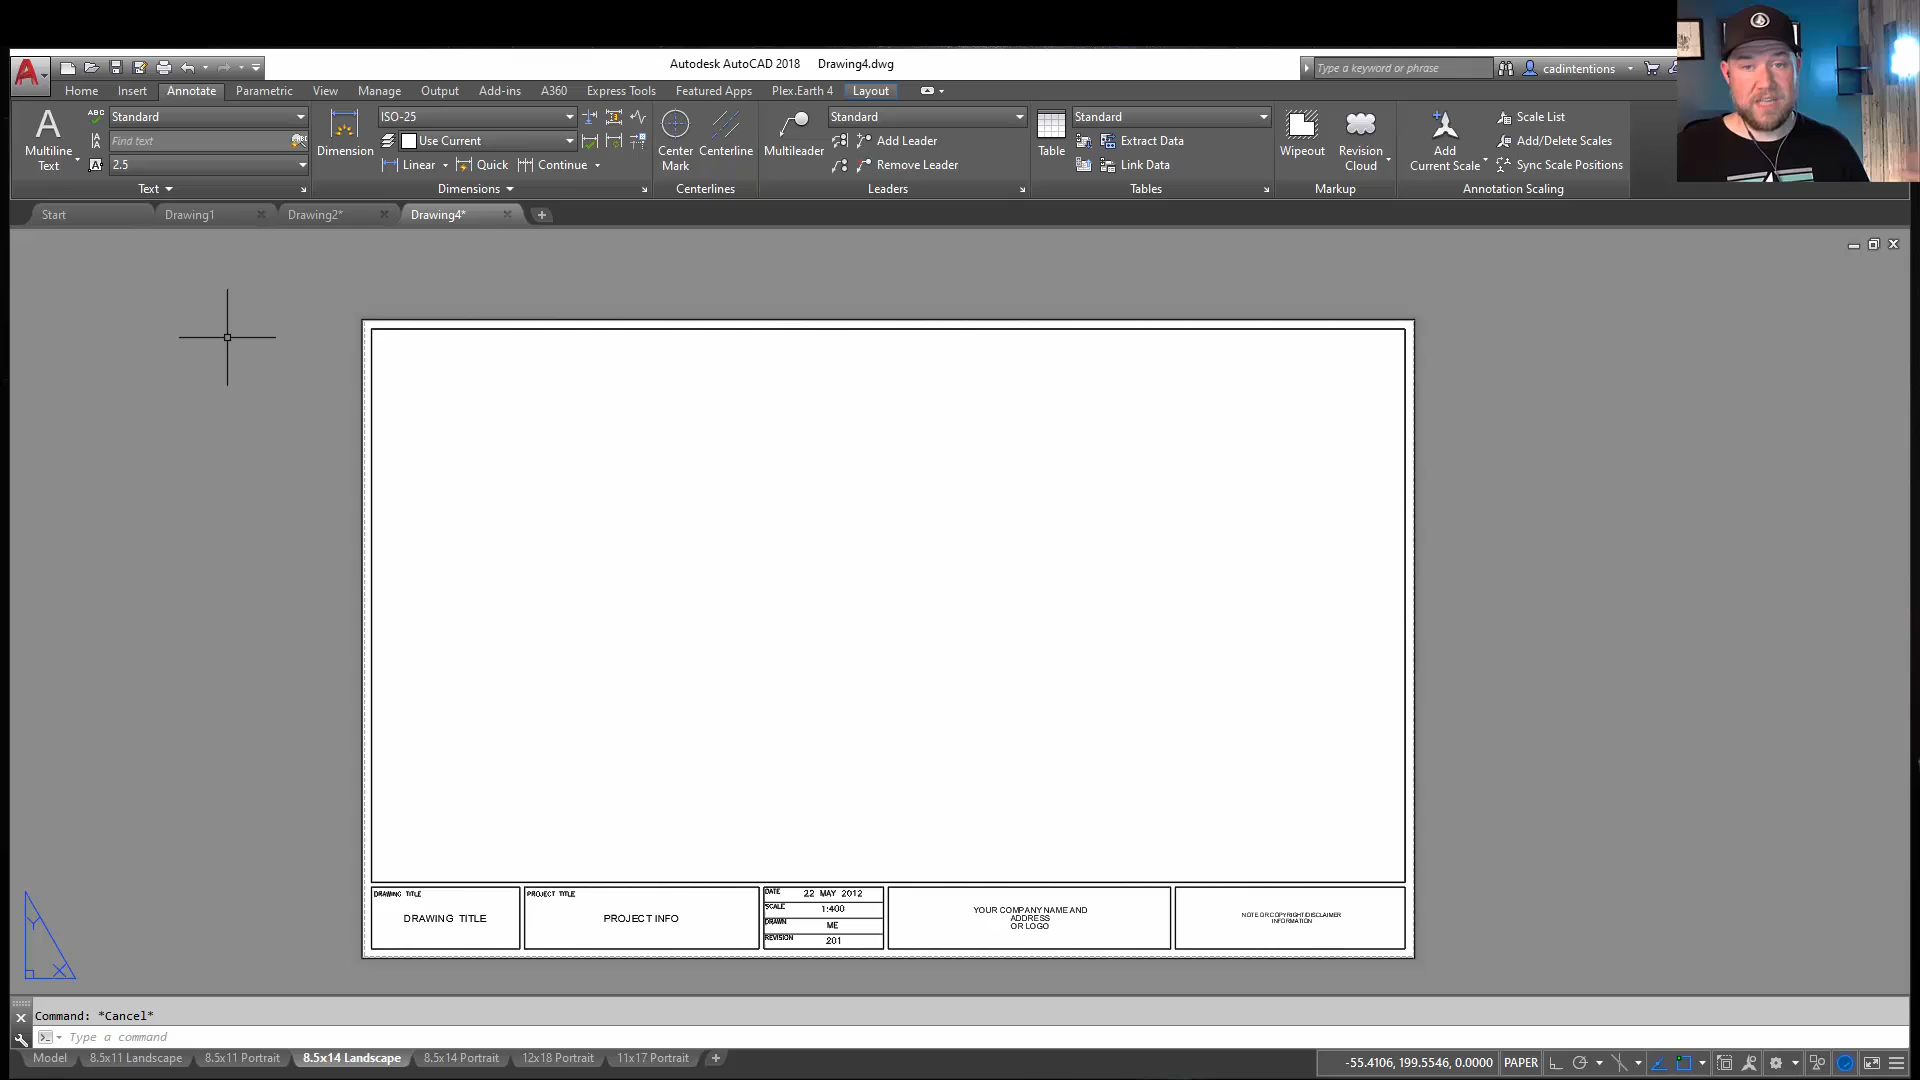 Autodesk AutoCAD 2018 Drawing4.dwg
Type a keyword or phrase
cadintentions
Home Insert Annotate Parametric View Manage Output Add-ins A360 Express Tools Featured Apps Plex.Earth 4 Layout
Multiline
Text
ABC
Standard
Find text
2.5
Text
Dimension
ISO-25
Use Current
Linear Quick Continue
Dimensions
Center
Mark
Centerline
Centerlines
Multileader
Standard
Add Leader
Remove Leader
Leaders
Table
Standard
Extract Data
Link Data
Tables
Wipeout
Revision
Cloud
Markup
Add
Current Scale
Scale List
Add/Delete Scales
Sync Scale Positions
Annotation Scaling
Start Drawing1 Drawing2* Drawing4*
DRAWING TITLE
DRAWING TITLE
PROJECT TITLE
PROJECT INFO
DATE 22 MAY 2012
SCALE 1:400
DRAWN ME
REVISION 201
YOUR COMPANY NAME AND
ADDRESS
OR LOGO
NOTE OR COPYRIGHT/DISCLAIMER
INFORMATION
Y
X
Command: *Cancel*
Type a command
Model 8.5x11 Landscape 8.5x11 Portrait 8.5x14 Landscape 8.5x14 Portrait 12x18 Portrait 11x17 Portrait
-55.4106, 199.5546, 0.0000 PAPER